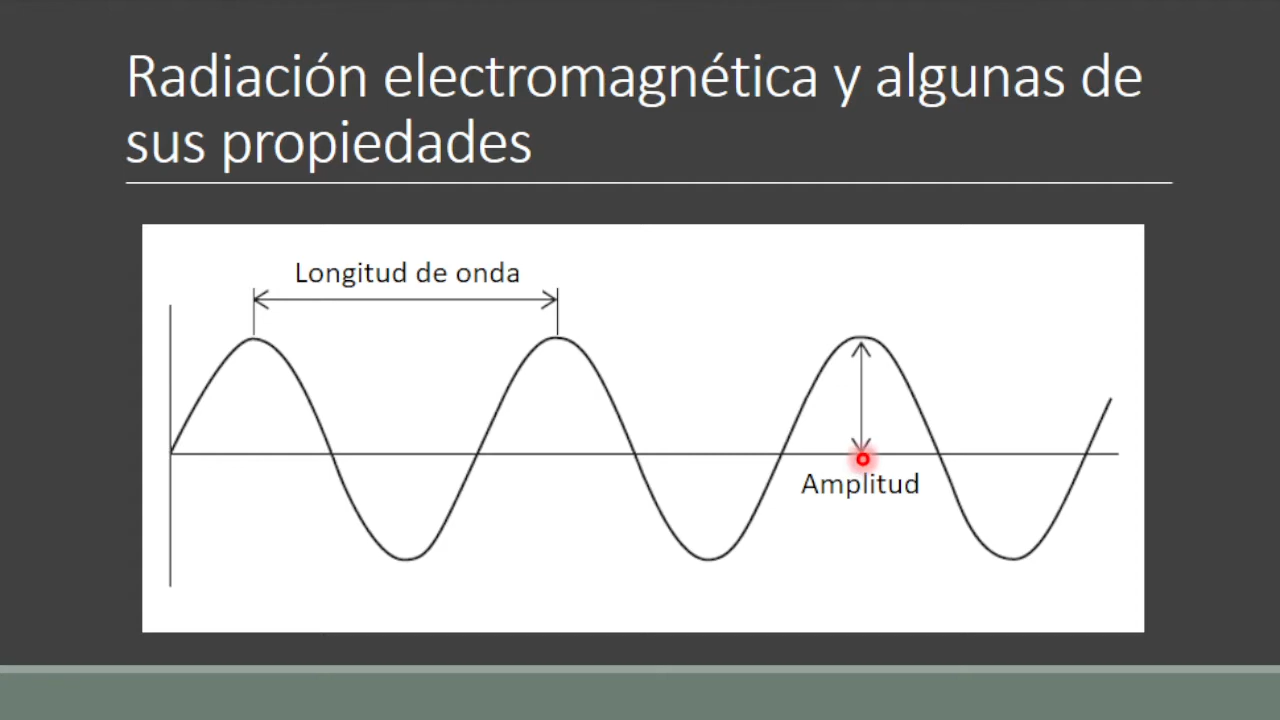 Radiación electromagnética y algunas de
sus propiedades
Longitud de onda
Amplitud